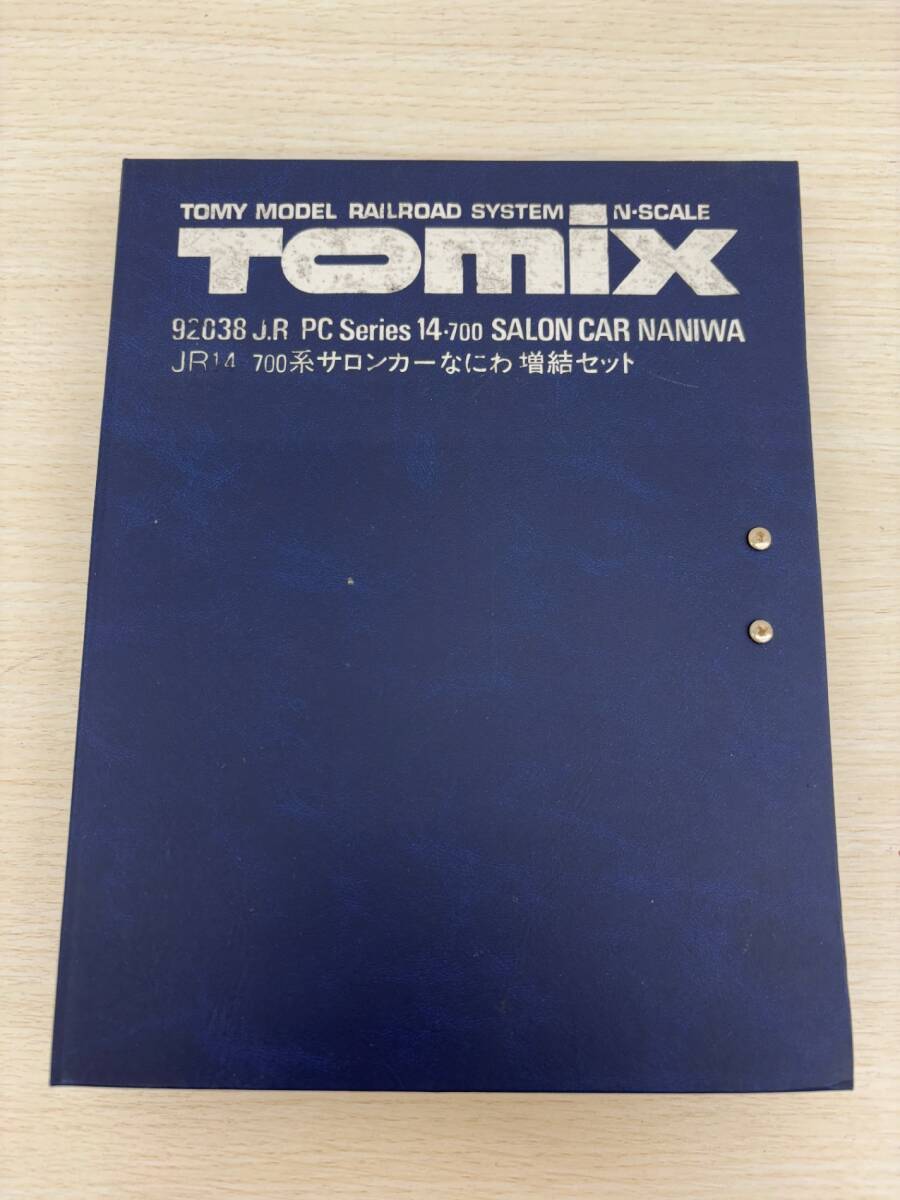 TOMY MODEL RAILROAD SYSTEM N·SCALE
TOMIX
92038 J.R PC Series 14·700 SALON CAR NANIWA
JR14 700系サロンカーなにわ 増結セット